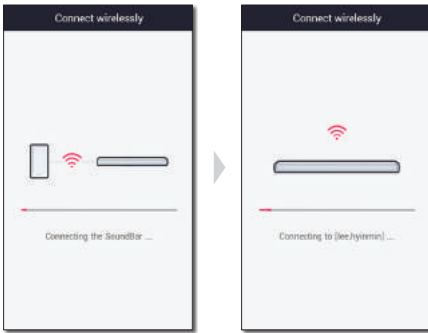 Connect wirelessly
Connecting the SoundBar ...
Connect wirelessly
Connecting to [lee.hyinmin] ...